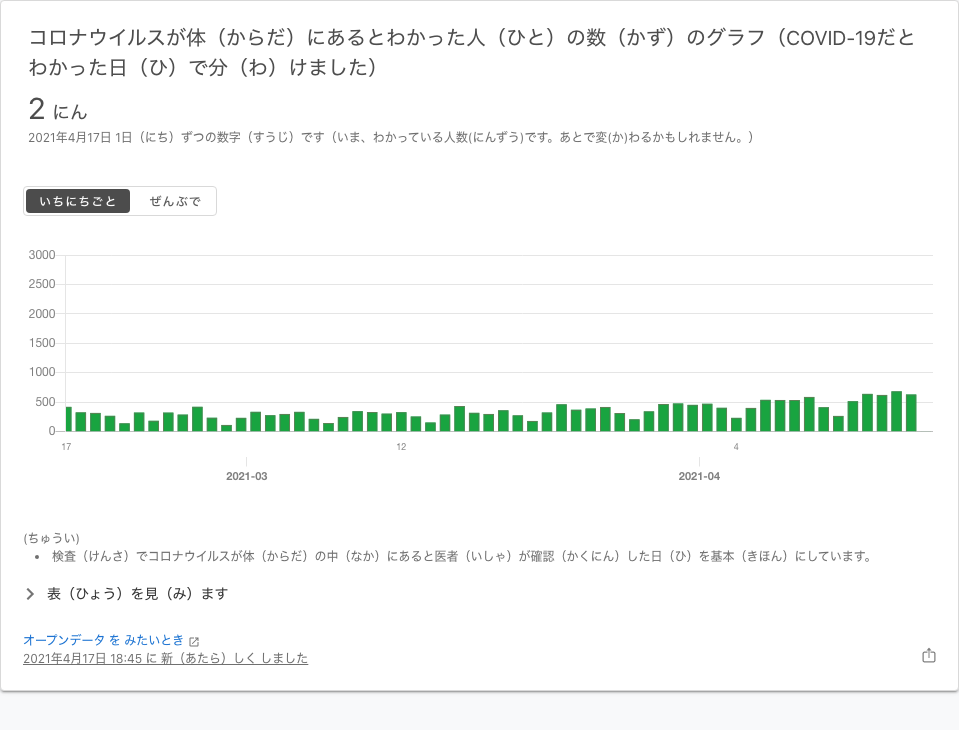 コロナウイルスが体（からだ）にあるとわかった人（ひと）の数（かず）のグラフ（COVID-19だと
わかった日（ひ）で分（わ）けました）
2 にん
2021年4月17日 1日（にち）ずつの数字（すうじ）です（いま、わかっている人数(にんずう)です。あとで変(か)わるかもしれません。）
いちにちごと ぜんぶで
3000
2500
2000
1500
1000
500
0
17 12 4
2021-03 2021-04
(ちゅうい)
• 検査（けんさ）でコロナウイルスが体（からだ）の中（なか）にあると医者（いしゃ）が確認（かくにん）した日（ひ）を基本（きほん）にしています。
表（ひょう）を見（み）ます
オープンデータ を みたいとき
2021年4月17日 18:45 に 新（あたら）しく しました